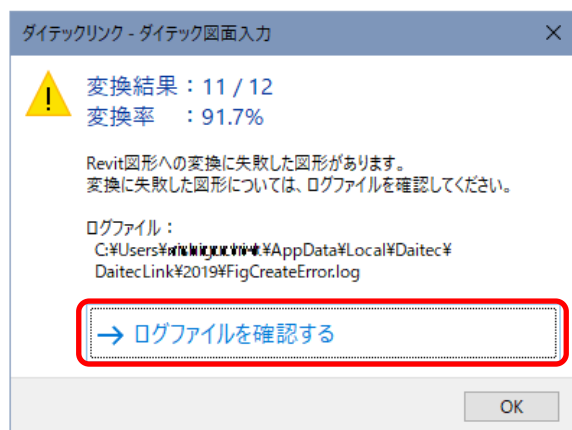 ダイテックリンク - ダイテック図面入力
変換結果：11 / 12
変換率　：91.7%
Revit図形への変換に失敗した図形があります。
変換に失敗した図形については、ログファイルを確認してください。
ログファイル：
C:¥Users¥ ¥AppData¥Local¥Daitec¥
DaitecLink¥2019¥FigCreateError.log
→ ログファイルを確認する
OK